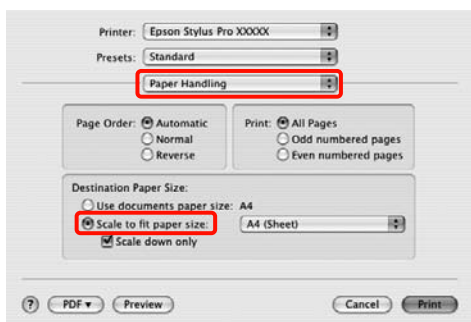 Printer: Epson Stylus Pro XXXXX
Presets: Standard
Paper Handling
Page Order: Automatic Print: All Pages
Normal Odd numbered pages
Reverse Even numbered pages
Destination Paper Size:
Use documents paper size: A4
Scale to fit paper size: A4 (Sheet)
Scale down only
? PDF ▾ Preview Cancel Print